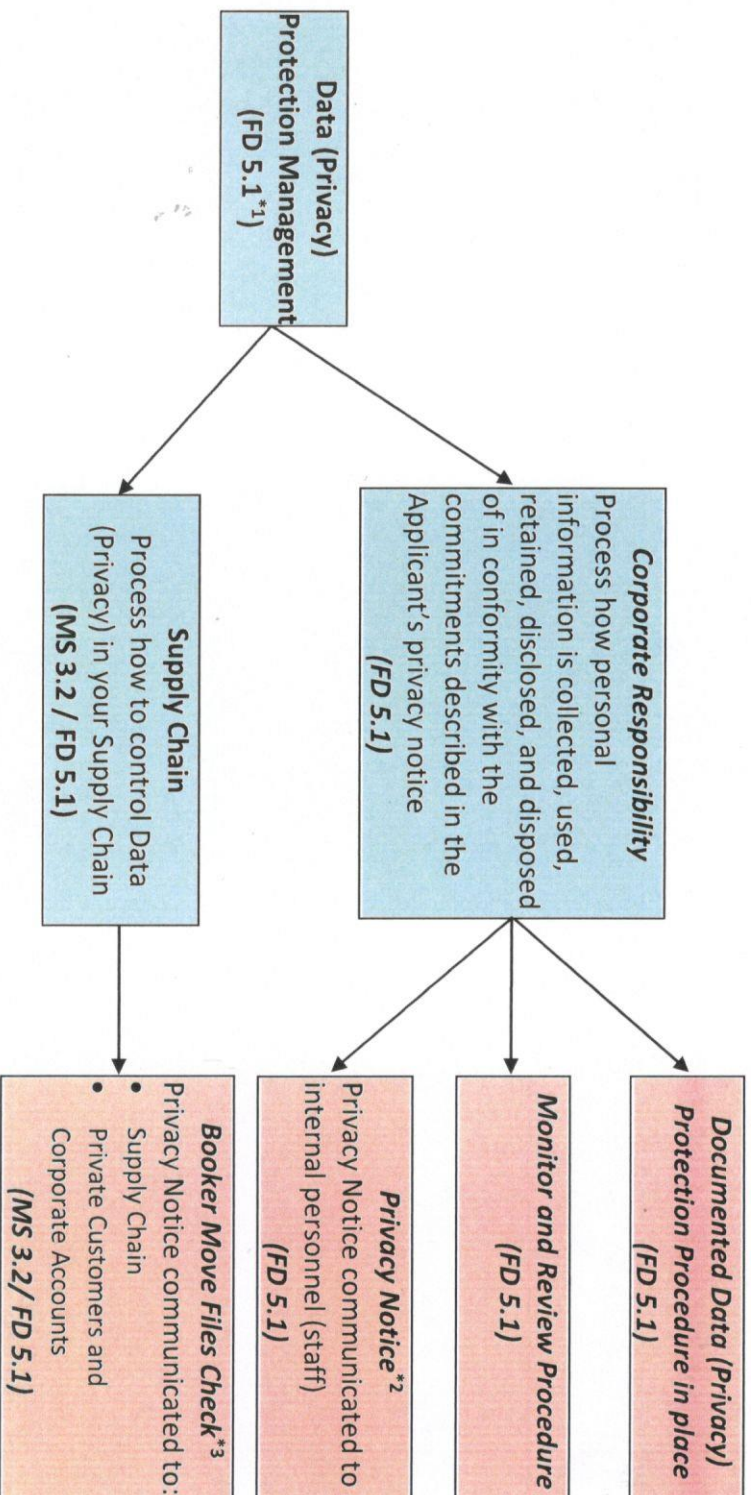 Data (Privacy)
Protection Management
(FD 5.1*1)
Corporate Responsibility
Process how personal
information is collected, used,
retained, disclosed, and disposed
of in conformity with the
commitments described in the
Applicant's privacy notice
(FD 5.1)
Supply Chain
Process how to control Data
(Privacy) in your Supply Chain
(MS 3.2 / FD 5.1)
Documented Data (Privacy)
Protection Procedure in place
(FD 5.1)
Monitor and Review Procedure
(FD 5.1)
Privacy Notice*2
Privacy Notice communicated to
internal personnel (staff)
(FD 5.1)
Booker Move Files Check*3
Privacy Notice communicated to:
• Supply Chain
• Private Customers and
Corporate Accounts
(MS 3.2/ FD 5.1)